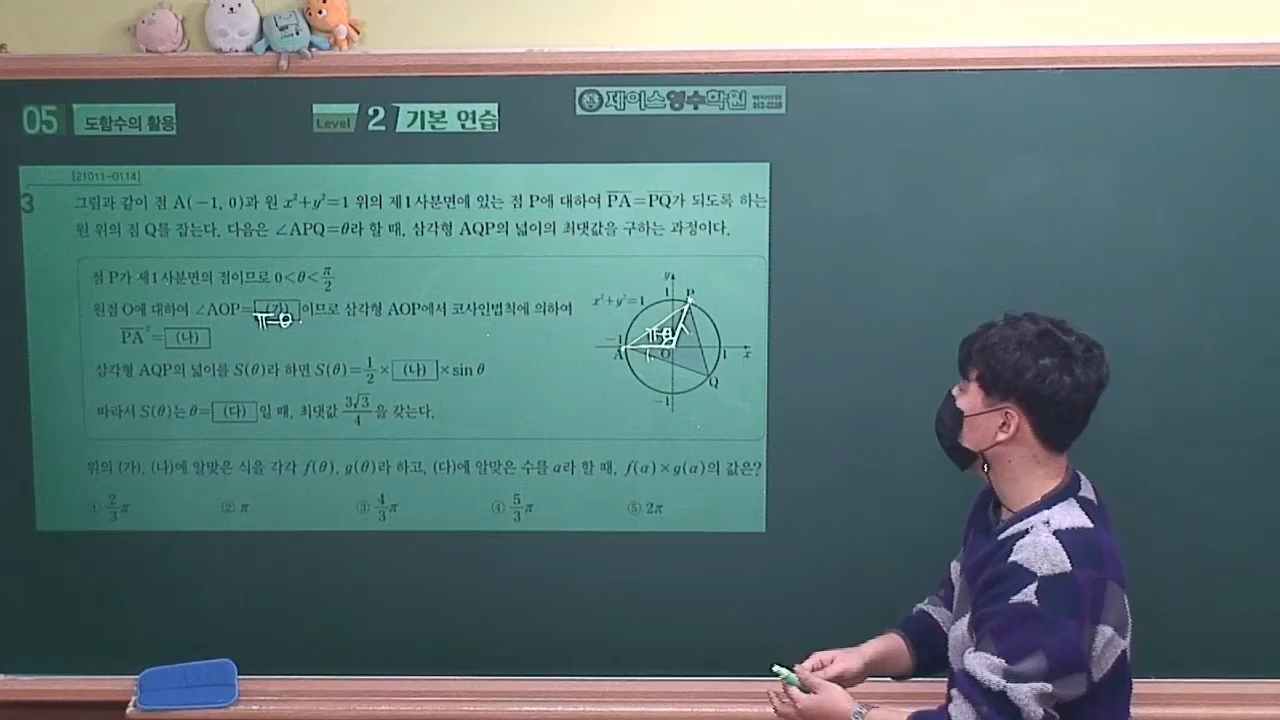 05 도함수의 활용
Level 2 기본 연습
제이스영수학원
[21011-0114]
3 그림과 같이 점 A(−1, 0)과 원 x²+y²=1 위의 제1사분면에 있는 점 P에 대하여 PA=PQ가 되도록 하는
원 위의 점 Q를 잡는다. 다음은 ∠APQ=θ라 할 때, 삼각형 AQP의 넓이의 최댓값을 구하는 과정이다.
점 P가 제1사분면의 점이므로 0<θ<π/2
원점 O에 대하여 ∠AOP= (가) 이므로 삼각형 AOP에서 코사인법칙에 의하여
π-θ
PA²= (나)
삼각형 AQP의 넓이를 S(θ)라 하면 S(θ)=1/2× (나) ×sin θ
따라서 S(θ)는 θ= (다) 일 때, 최댓값 3√3/4 을 갖는다.
x²+y²=1
y
1
P
π-θ
−1
A
1
O
1
x
Q
−1
위의 (가), (나)에 알맞은 식을 각각 f(θ), g(θ)라 하고, (다)에 알맞은 수를 α라 할 때, f(α)×g(α)의 값은?
① 2/3π ② π ③ 4/3π ④ 5/3π ⑤ 2π